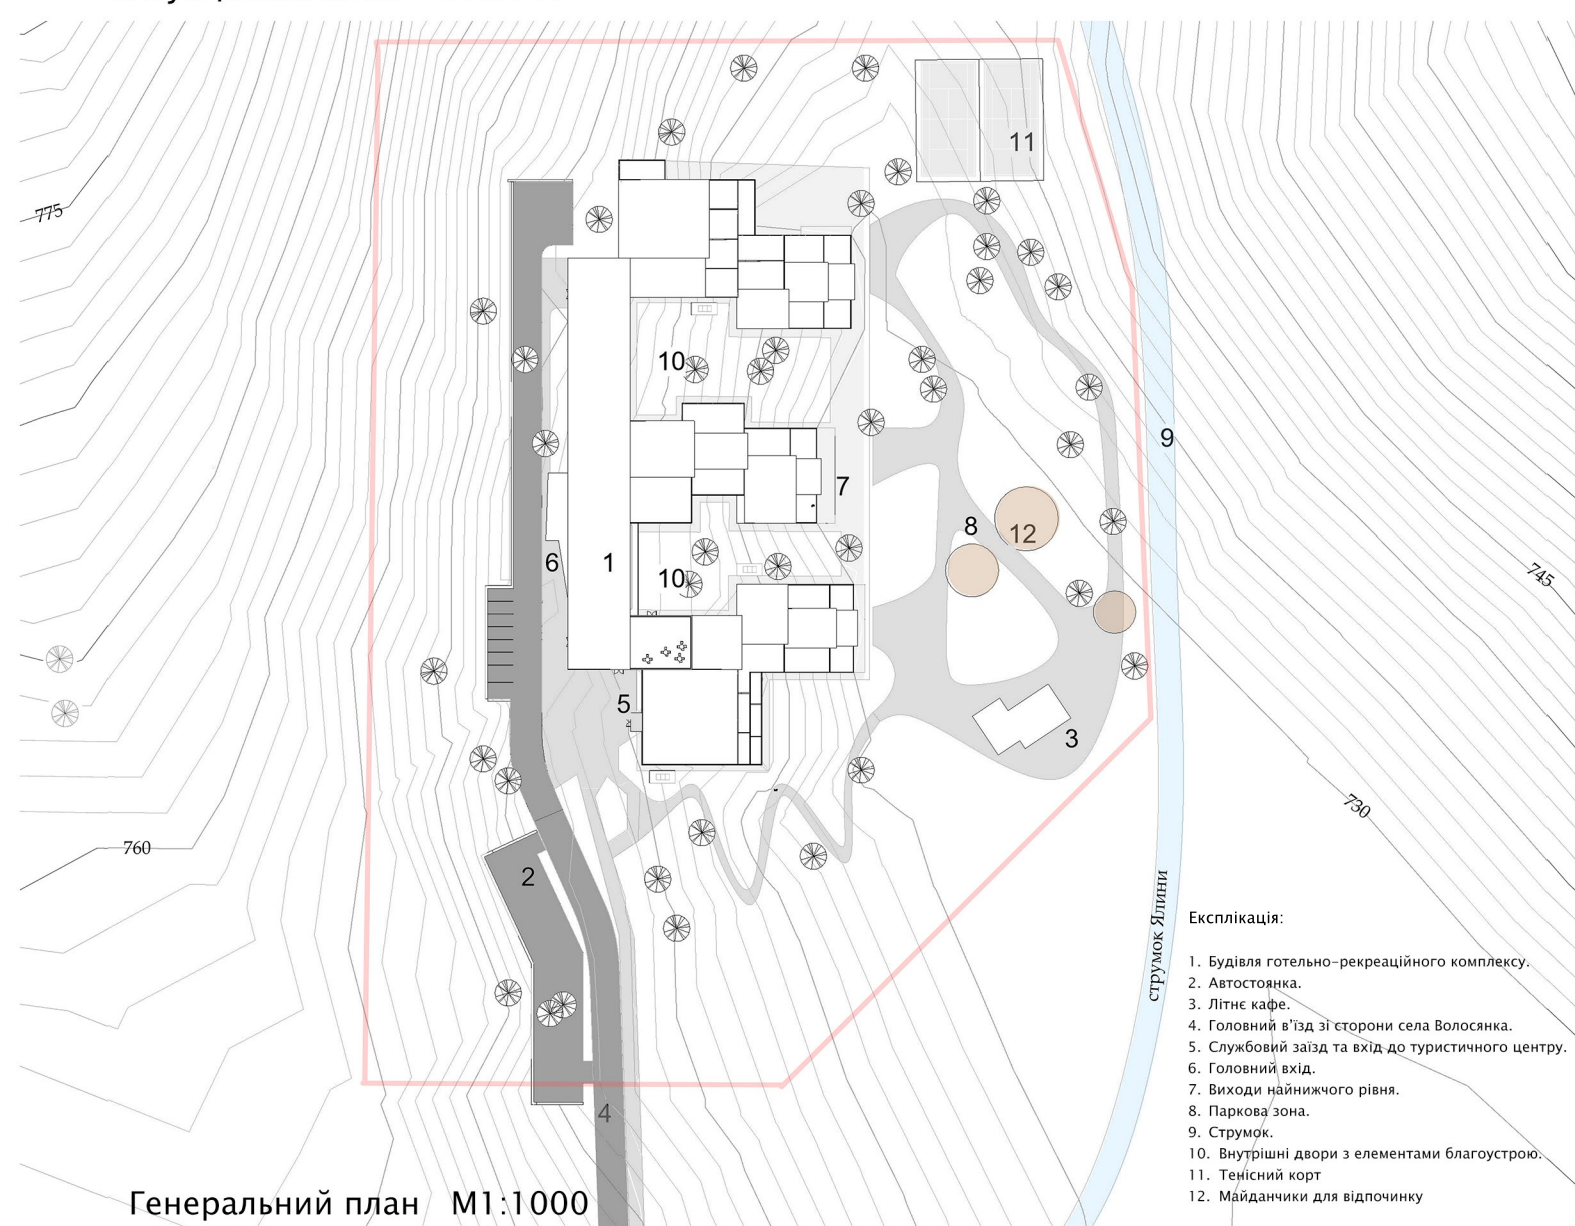 11
775
10
9
7
8
12
6
1
10
745
5
3
730
760
2
струмок Ялини
4
Експлікація:
1. Будівля готельно-рекреаційного комплексу.
2. Автостоянка.
3. Літнє кафе.
4. Головний в'їзд зі сторони села Волосянка.
5. Службовий заїзд та вхід до туристичного центру.
6. Головний вхід.
7. Виходи найнижчого рівня.
8. Паркова зона.
9. Струмок.
10. Внутрішні двори з елементами благоустрою.
11. Тенісний корт
12. Майданчики для відпочинку
Генеральний план М1:1000